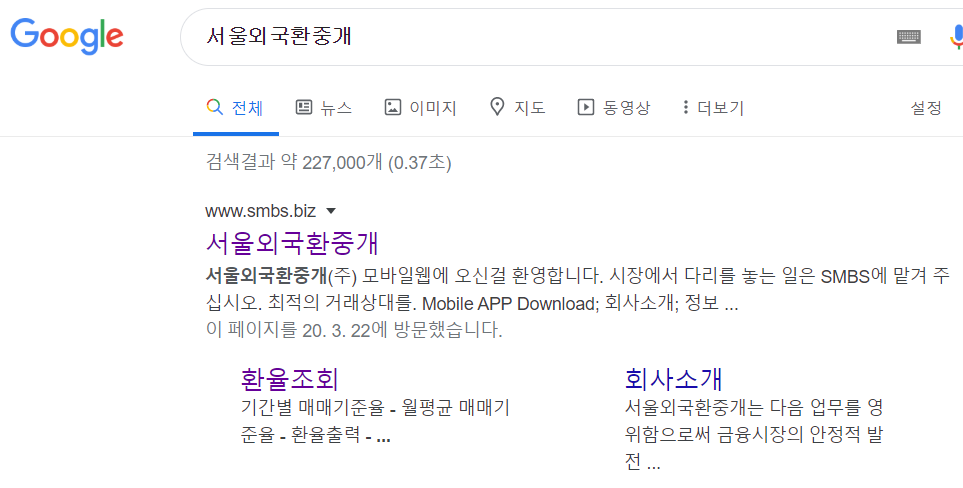 Google
서울외국환중개
전체 뉴스 이미지 지도 동영상 더보기 설정
검색결과 약 227,000개 (0.37초)
www.smbs.biz
서울외국환중개
서울외국환중개(주) 모바일웹에 오신걸 환영합니다. 시장에서 다리를 놓는 일은 SMBS에 맡겨 주
십시오. 최적의 거래상대를. Mobile APP Download; 회사소개; 정보 ...
이 페이지를 20. 3. 22에 방문했습니다.
환율조회
기간별 매매기준율 - 월평균 매매기
준율 - 환율출력 - ...
회사소개
서울외국환중개는 다음 업무를 영
위함으로써 금융시장의 안정적 발
전 ...